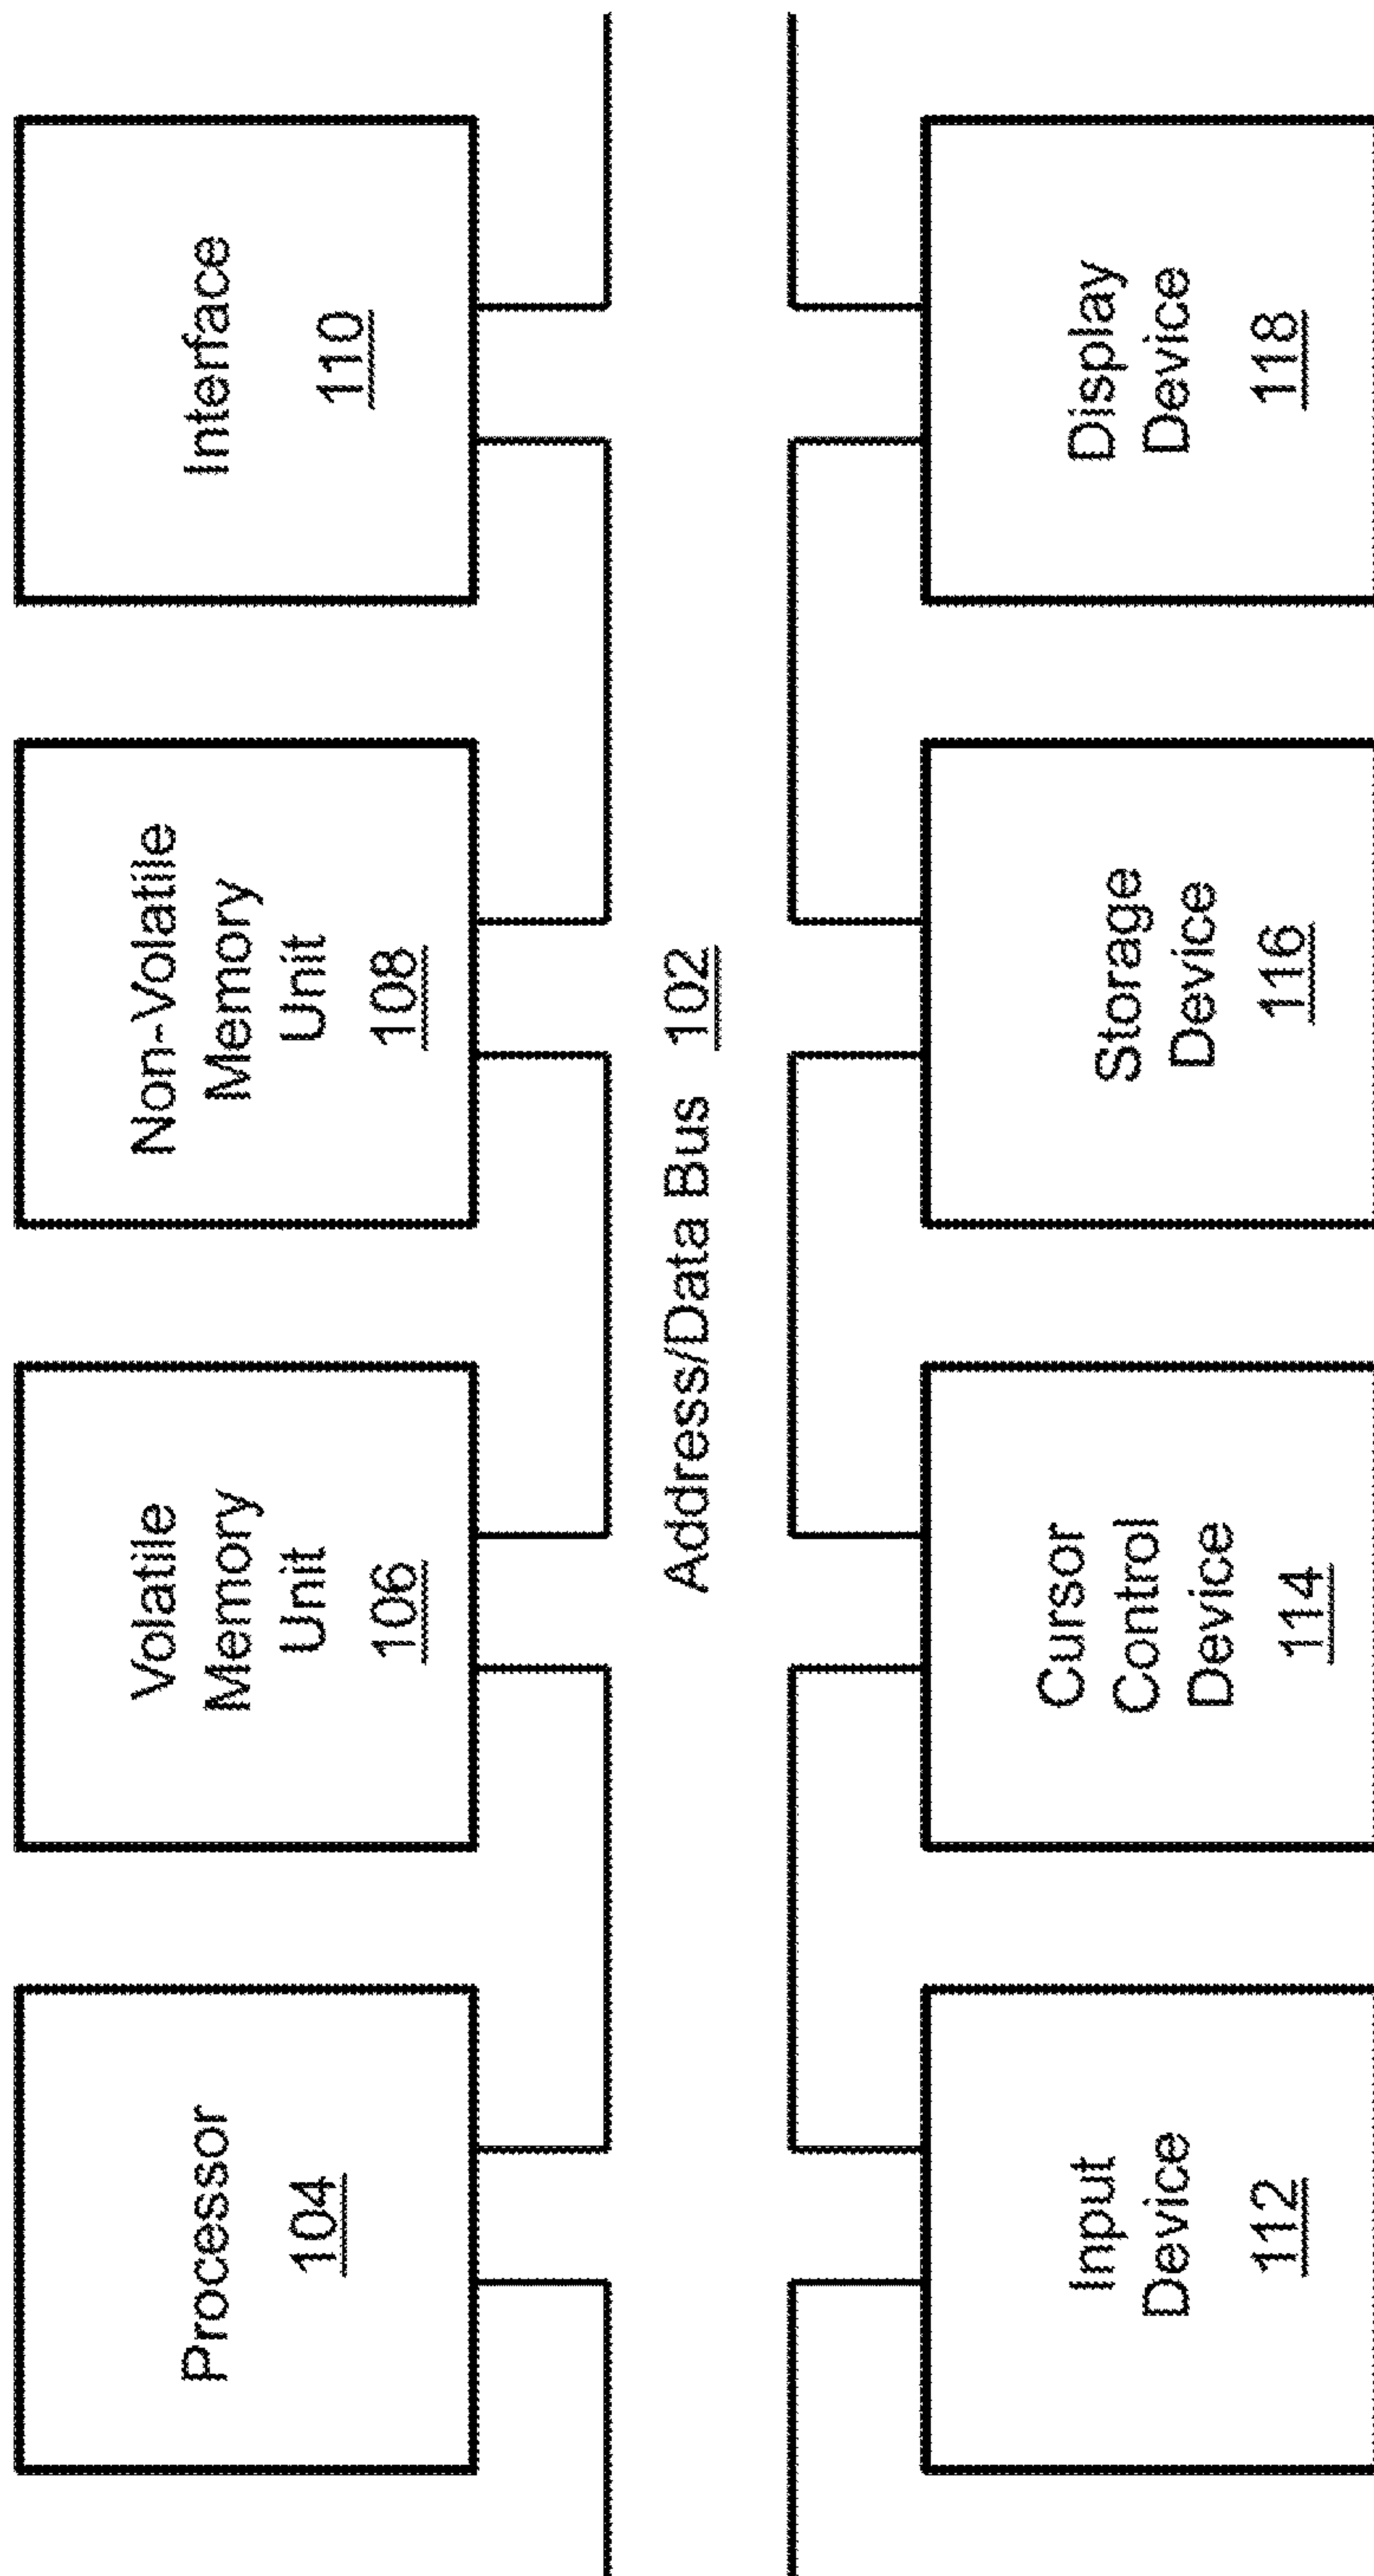 Processor
104
Volatile
Memory
Unit
106
Non-Volatile
Memory
Unit
108
Interface
110
Address/Data Bus 102
Input
Device
112
Cursor
Control
Device
114
Storage
Device
116
Display
Device
118